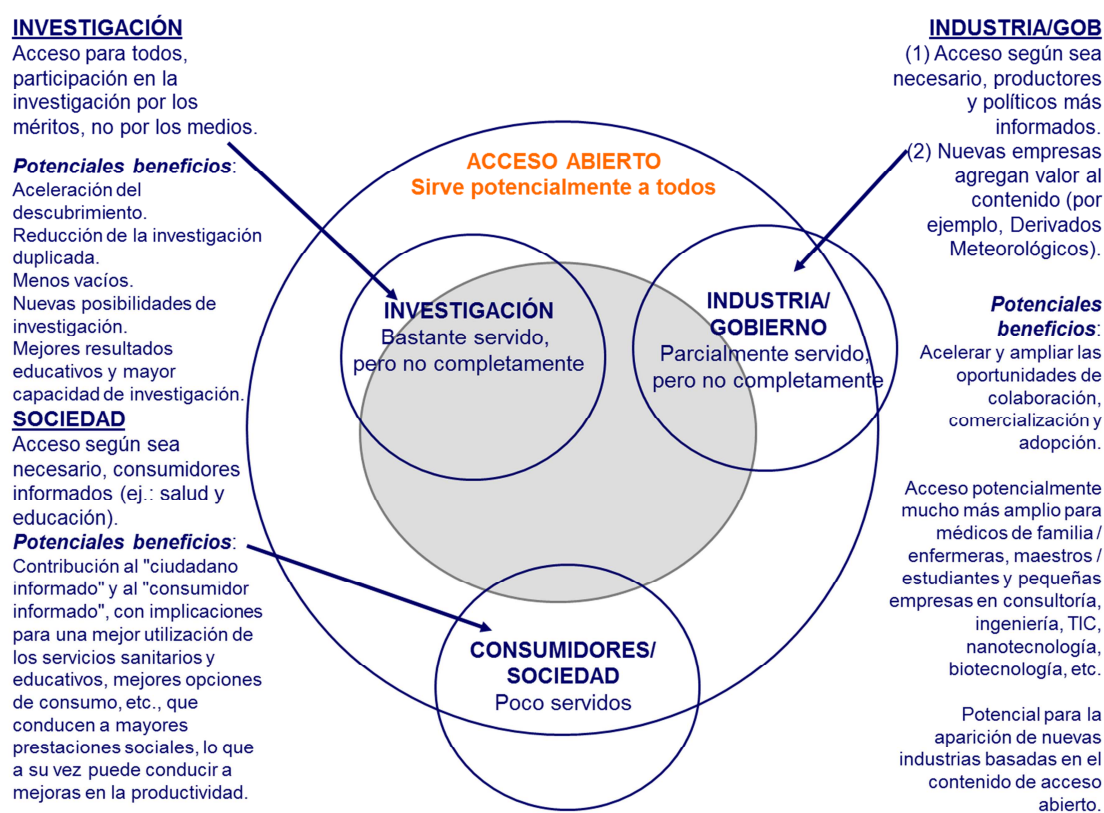 INVESTIGACIÓN
Acceso para todos,
participación en la
investigación por los
méritos, no por los medios.
Potenciales beneficios:
Aceleración del
descubrimiento.
Reducción de la investigación
duplicada.
Menos vacíos.
Nuevas posibilidades de
investigación.
Mejores resultados
educativos y mayor
capacidad de investigación.
SOCIEDAD
Acceso según sea
necesario, consumidores
informados (ej.: salud y
educación).
Potenciales beneficios:
Contribución al "ciudadano
informado" y al "consumidor
informado", con implicaciones
para una mejor utilización de
los servicios sanitarios y
educativos, mejores opciones
de consumo, etc., que
conducen a mayores
prestaciones sociales, lo que
a su vez puede conducir a
mejoras en la productividad.
ACCESO ABIERTO
Sirve potencialmente a todos
INVESTIGACIÓN
Bastante servido,
pero no completamente
INDUSTRIA/
GOBIERNO
Parcialmente servido,
pero no completamente
CONSUMIDORES/
SOCIEDAD
Poco servidos
INDUSTRIA/GOB
(1) Acceso según sea
necesario, productores
y políticos más
informados.
(2) Nuevas empresas
agregan valor al
contenido (por
ejemplo, Derivados
Meteorológicos).
Potenciales
beneficios:
Acelerar y ampliar las
oportunidades de
colaboración,
comercialización y
adopción.
Acceso potencialmente
mucho más amplio para
médicos de familia /
enfermeras, maestros /
estudiantes y pequeñas
empresas en consultoría,
ingeniería, TIC,
nanotecnología,
biotecnología, etc.
Potencial para la
aparición de nuevas
industrias basadas en el
contenido de acceso
abierto.